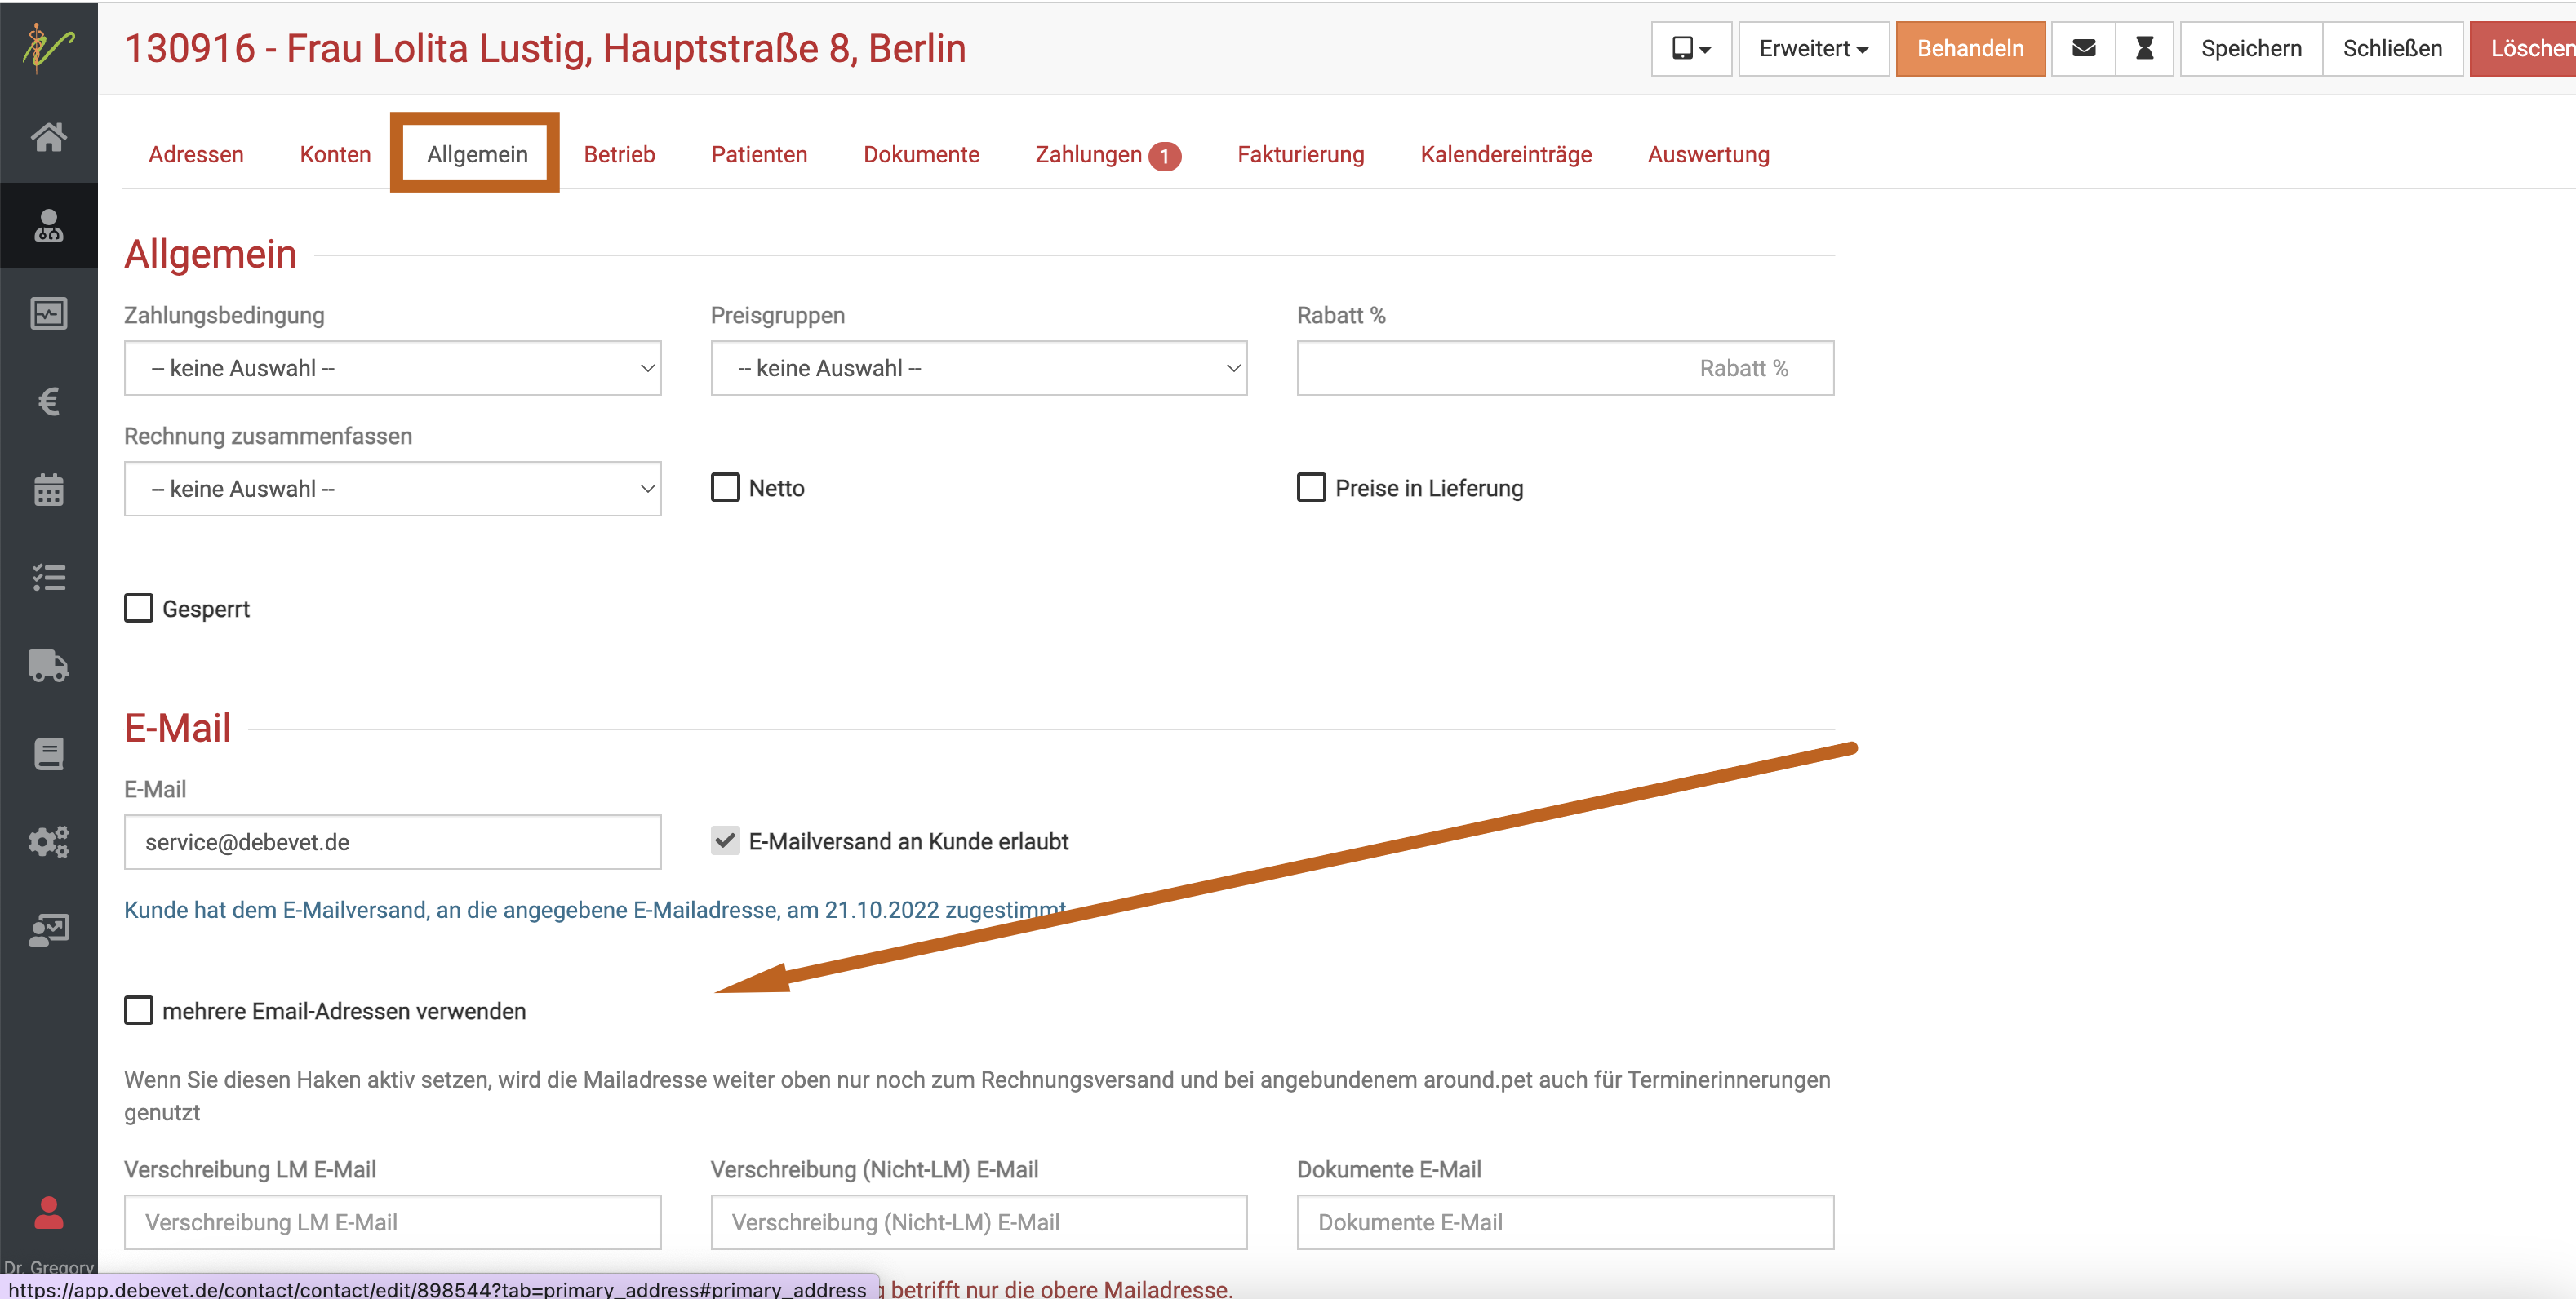 130916 - Frau Lolita Lustig, Hauptstraße 8, Berlin
Erweitert
Behandeln
Speichern
Schließen
Löschen
Adressen
Konten
Allgemein
Betrieb
Patienten
Dokumente
Zahlungen 1
Fakturierung
Kalendereinträge
Auswertung
Allgemein
Zahlungsbedingung
Preisgruppen
Rabatt %
-- keine Auswahl --
-- keine Auswahl --
Rabatt %
Rechnung zusammenfassen
-- keine Auswahl --
Netto
Preise in Lieferung
Gesperrt
E-Mail
E-Mail
service@debevet.de
E-Mailversand an Kunde erlaubt
Kunde hat dem E-Mailversand, an die angegebene E-Mailadresse, am 21.10.2022 zugestimmt
mehrere Email-Adressen verwenden
Wenn Sie diesen Haken aktiv setzen, wird die Mailadresse weiter oben nur noch zum Rechnungsversand und bei angebundenem around.pet auch für Terminerinnerungen
genutzt
Verschreibung LM E-Mail
Verschreibung (Nicht-LM) E-Mail
Dokumente E-Mail
Verschreibung LM E-Mail
Verschreibung (Nicht-LM) E-Mail
Dokumente E-Mail
Dr. Gregory
https://app.debevet.de/contact/contact/edit/898544?tab=primary_address#primary_address
betrifft nur die obere Mailadresse.